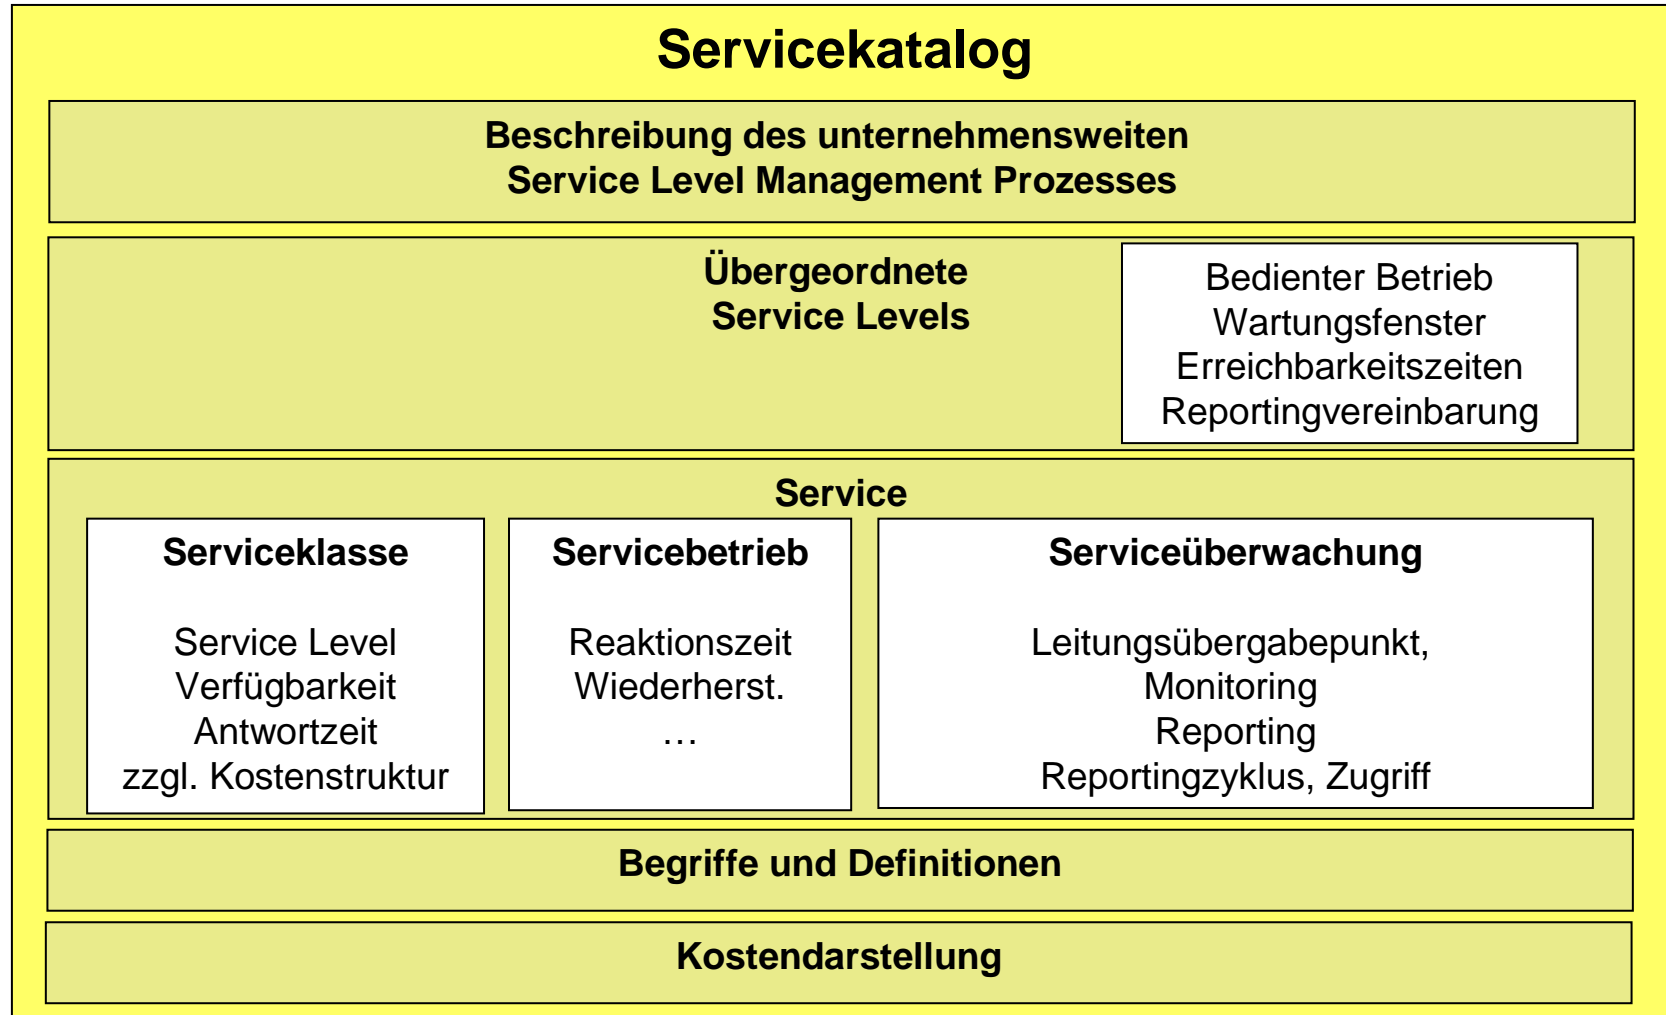 Servicekatalog
Beschreibung des unternehmensweiten
Service Level Management Prozesses
Übergeordnete
Service Levels
Bedienter Betrieb
Wartungsfenster
Erreichbarkeitszeiten
Reportingvereinbarung
Service
Serviceklasse
Service Level
Verfügbarkeit
Antwortzeit
zzgl. Kostenstruktur
Servicebetrieb
Reaktionszeit
Wiederherst.
…
Serviceüberwachung
Leitungsübergabepunkt,
Monitoring
Reporting
Reportingzyklus, Zugriff
Begriffe und Definitionen
Kostendarstellung